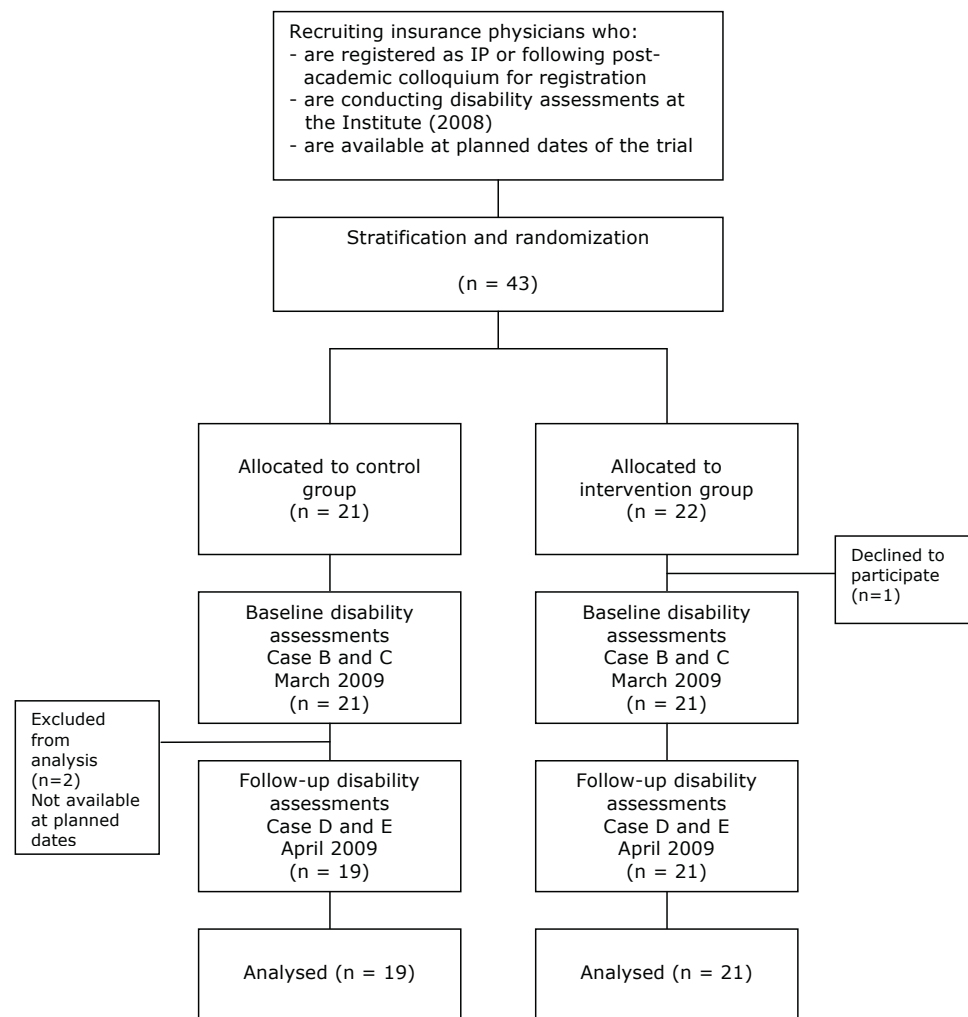 Recruiting insurance physicians who:
- are registered as IP or following post-
academic colloquium for registration
- are conducting disability assessments at
the Institute (2008)
- are available at planned dates of the trial
Stratification and randomization
(n = 43)
Allocated to control
group
(n = 21)
Allocated to
intervention group
(n = 22)
Declined to
participate
(n=1)
Baseline disability
assessments
Case B and C
March 2009
(n = 21)
Baseline disability
assessments
Case B and C
March 2009
(n = 21)
Excluded
from
analysis
(n=2)
Not available
at planned
dates
Follow-up disability
assessments
Case D and E
April 2009
(n = 19)
Follow-up disability
assessments
Case D and E
April 2009
(n = 21)
Analysed (n = 19)
Analysed (n = 21)